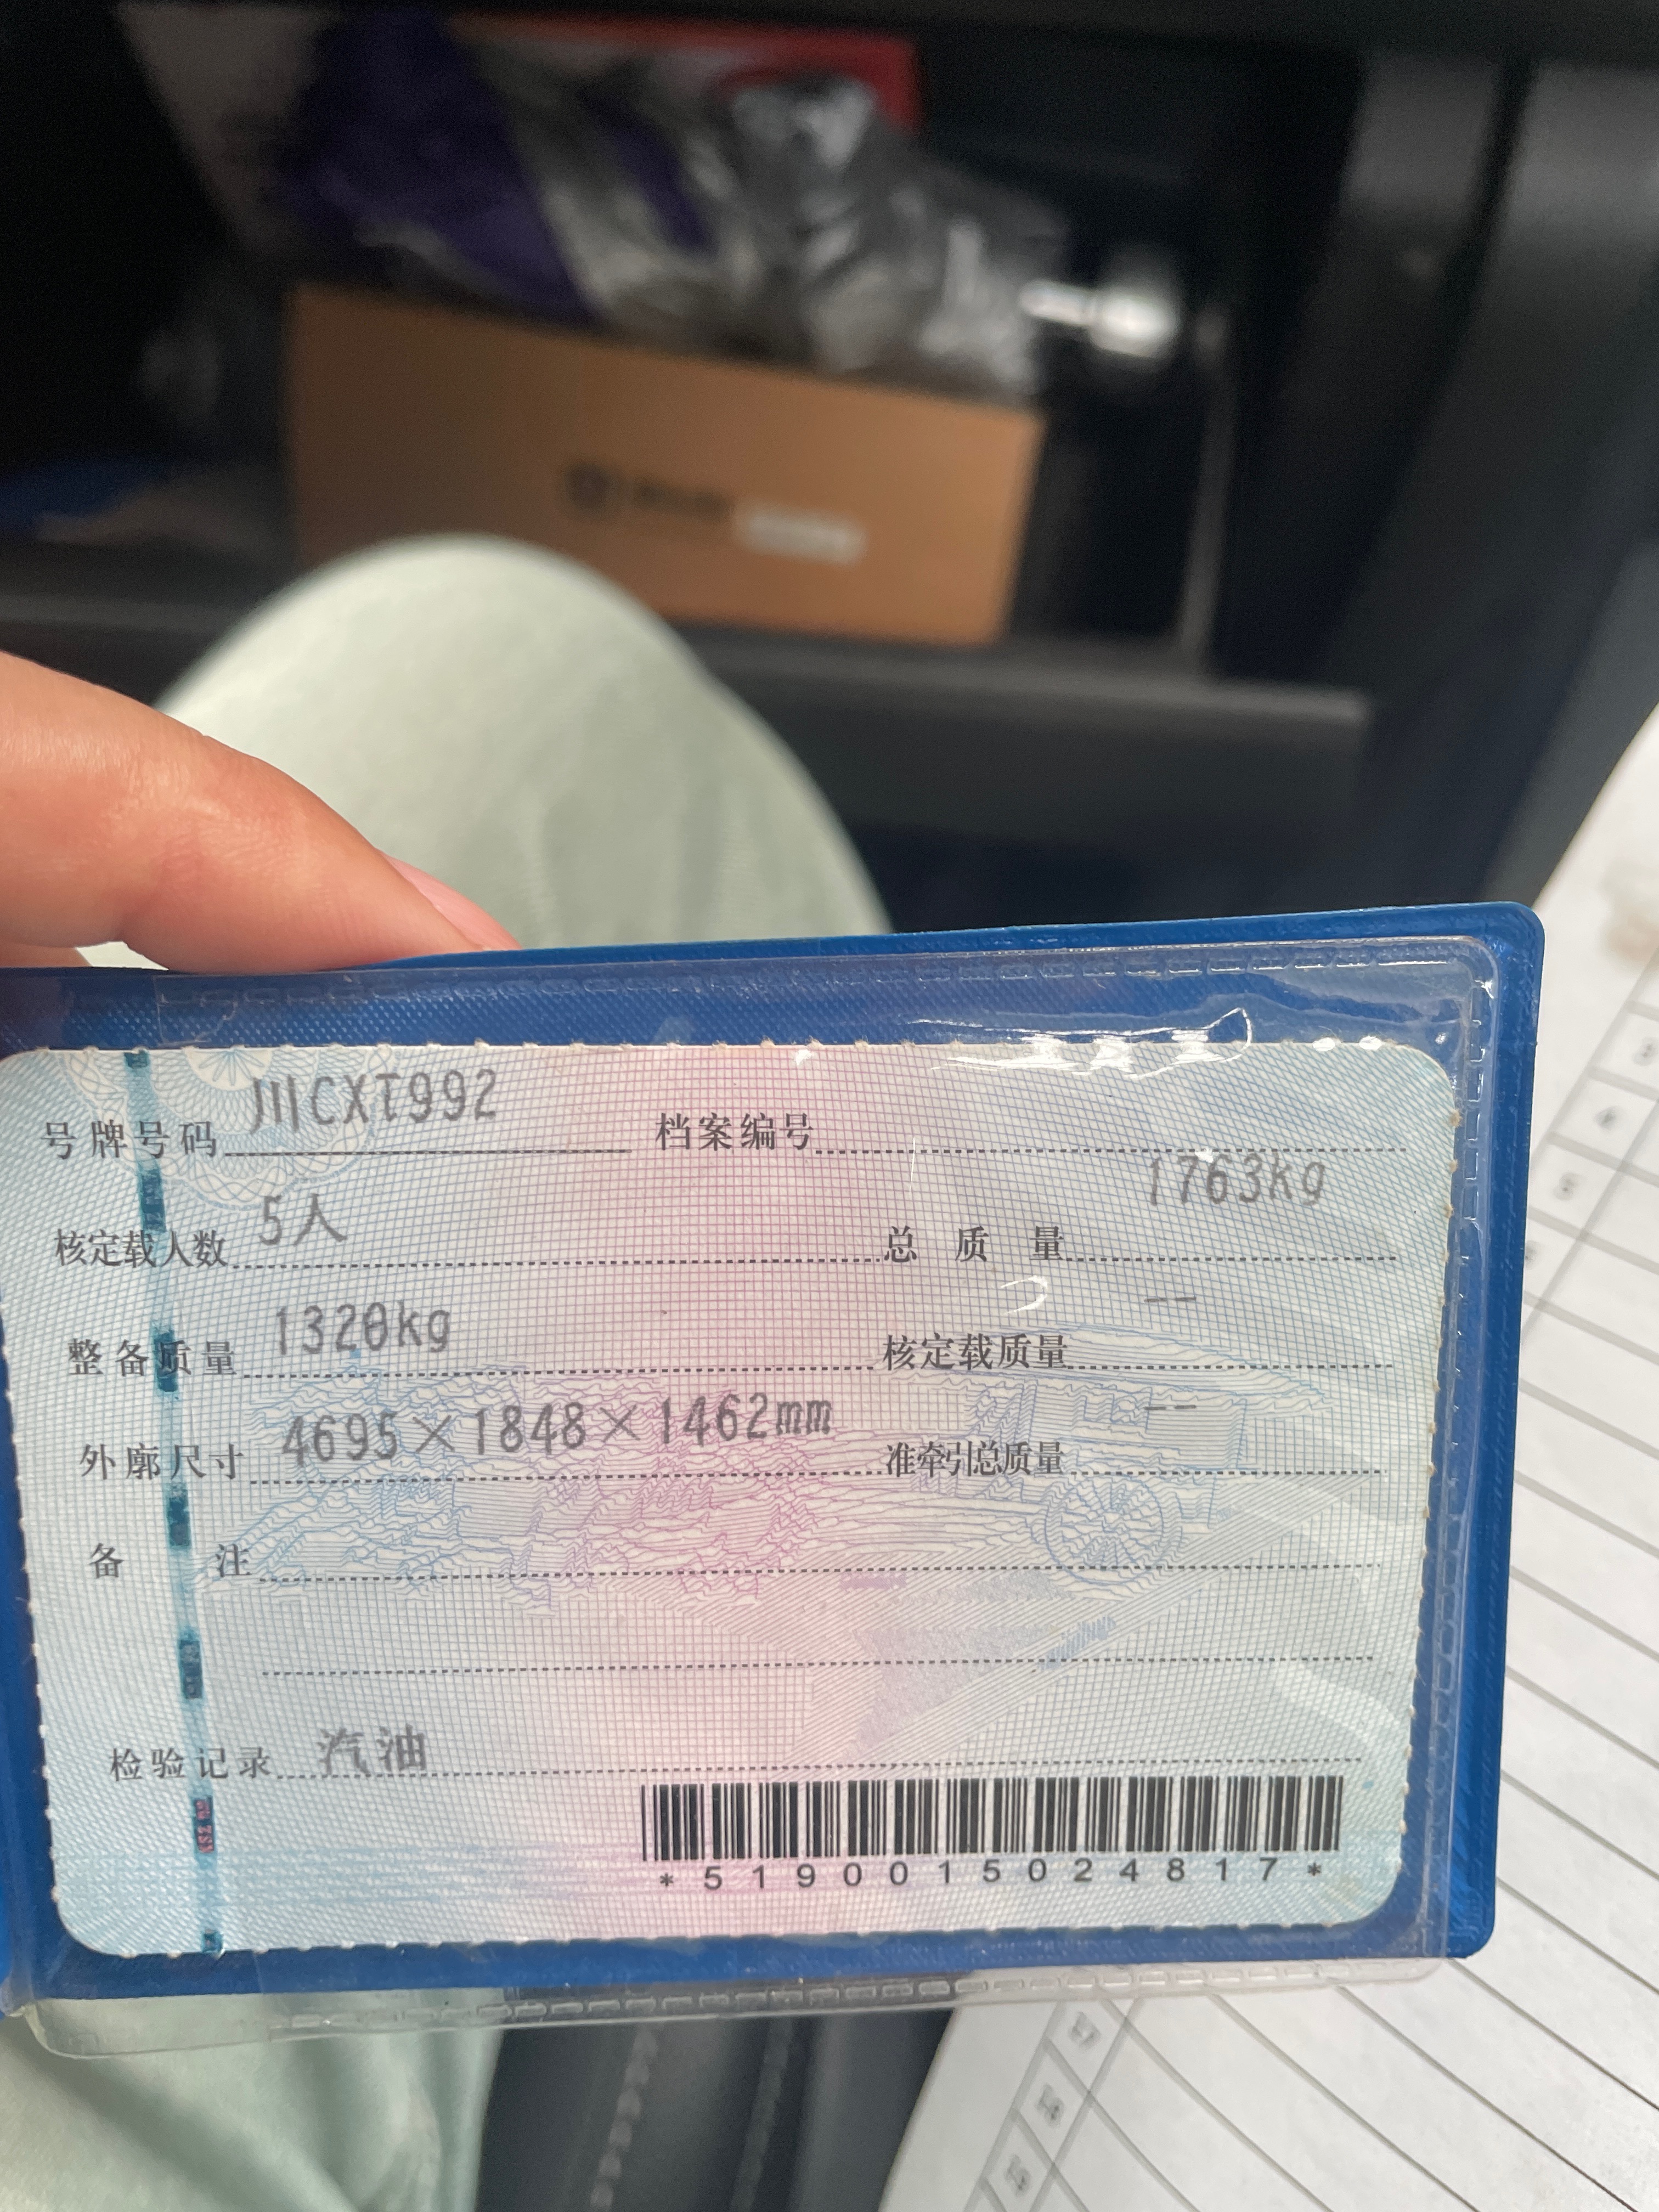 号牌号码 川CXT992 档案编号
核定载人数 5人 总质量 1763kg
整备质量 1320kg 核定载质量 --
外廓尺寸 4695×1848×1462mm 准牵引总质量 --
备注
检验记录 汽油
*5190015024817*